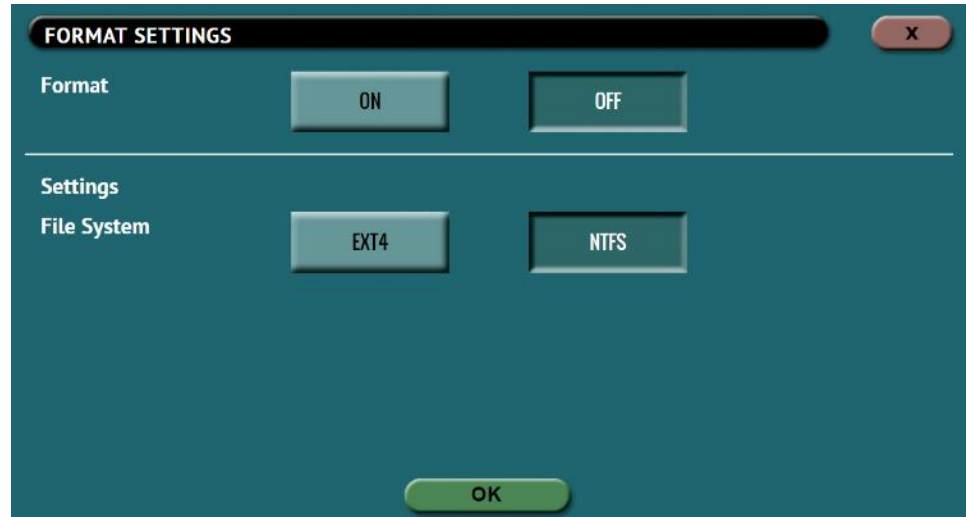 FORMAT SETTINGS X
Format ON OFF
Settings
File System EXT4 NTFS
OK